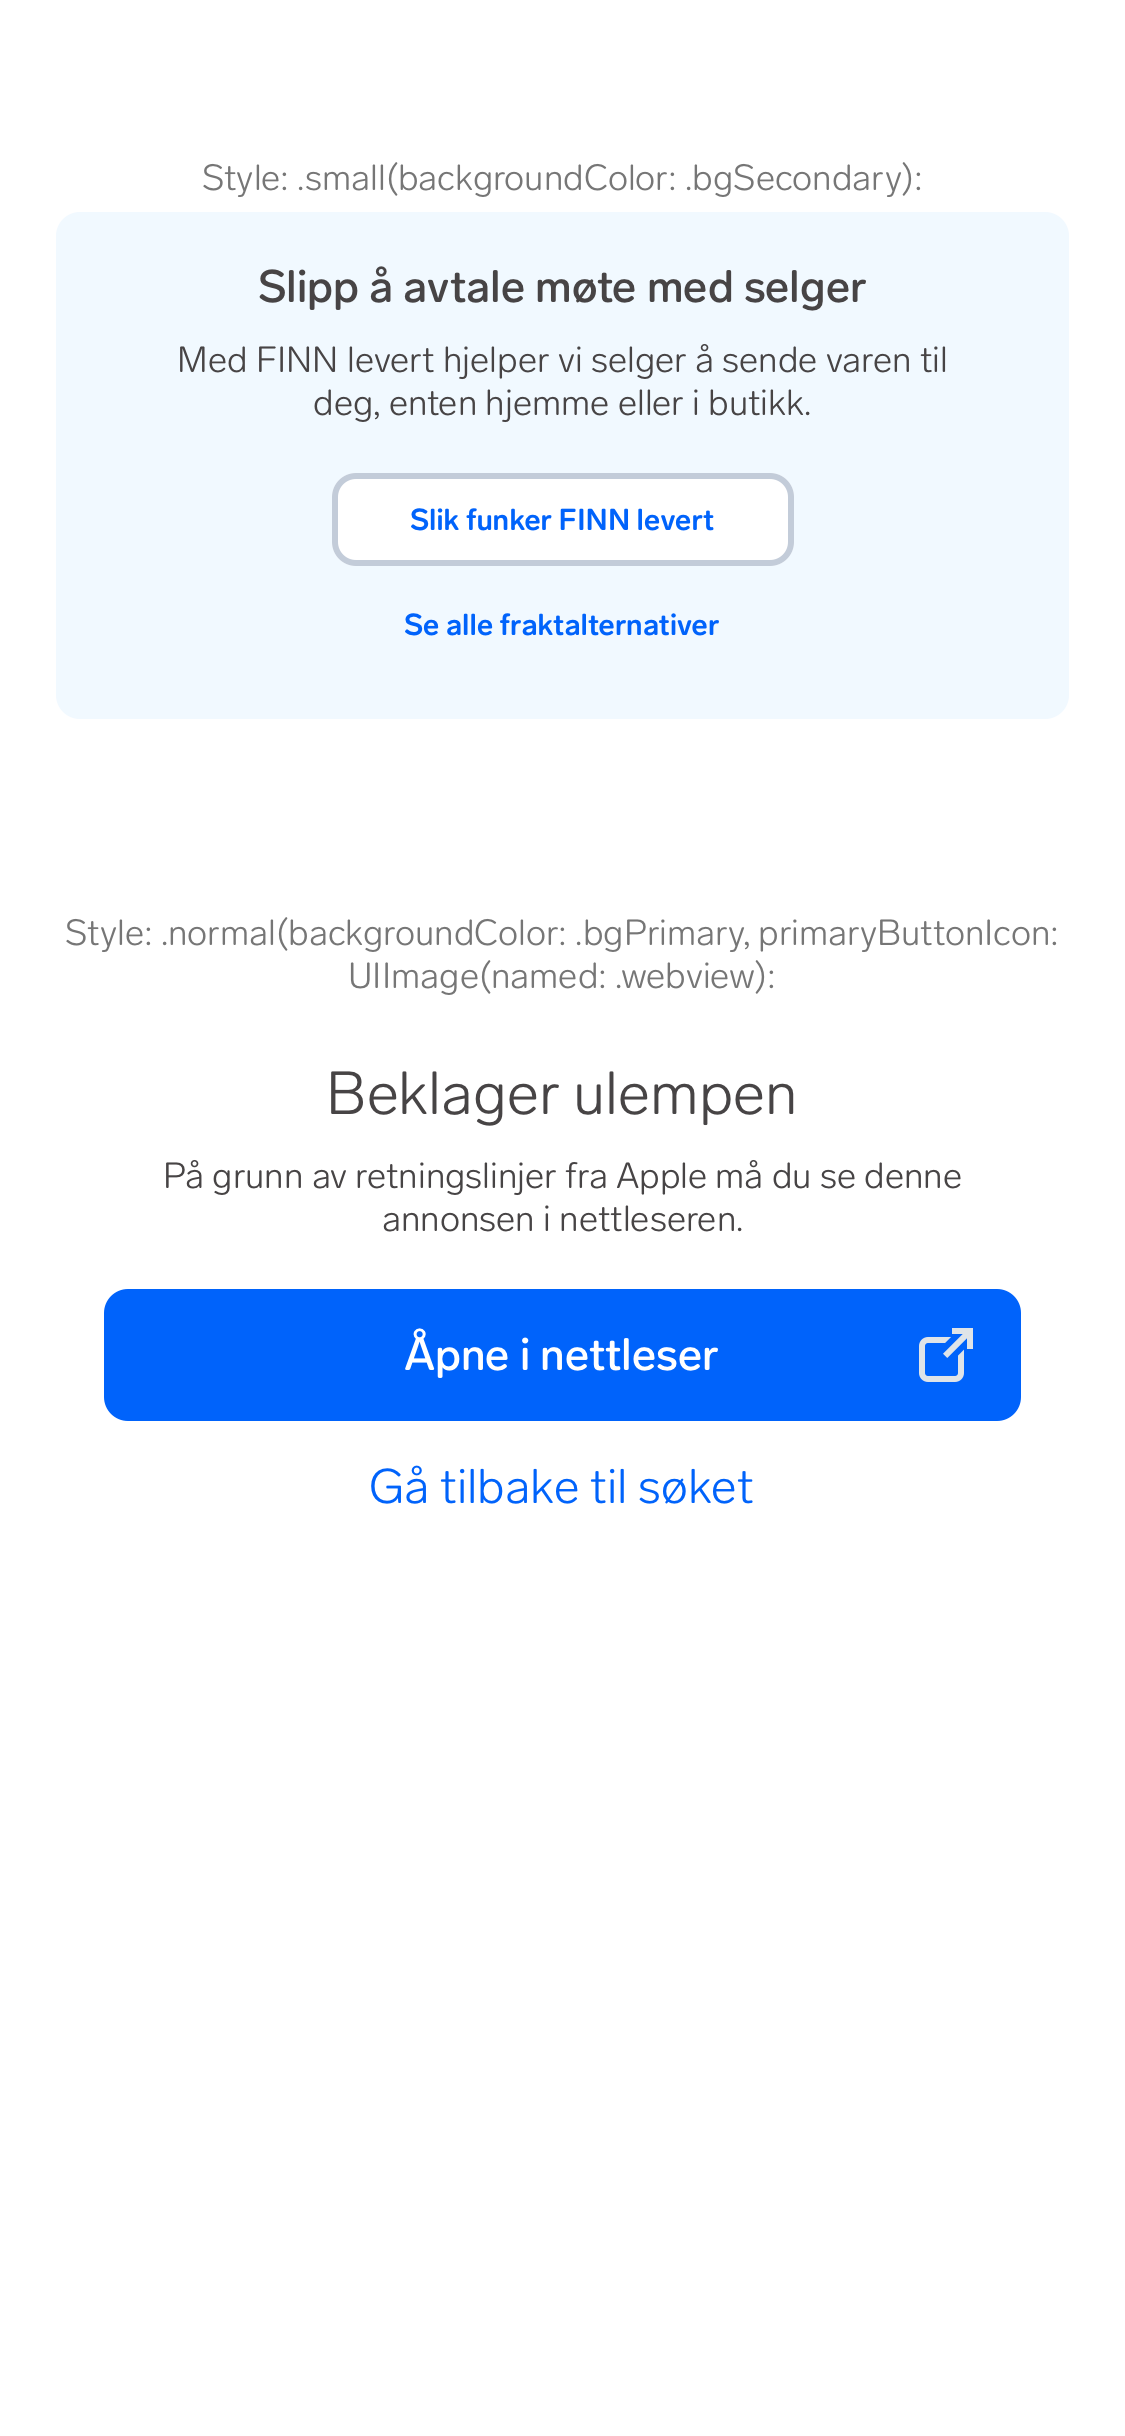 Style: .small(backgroundColor: .bgSecondary):
Slipp å avtale møte med selger
Med FINN levert hjelper vi selger å sende varen til
deg, enten hjemme eller i butikk.
Slik funker FINN levert
Se alle fraktalternativer
Style: .normal(backgroundColor: .bgPrimary, primaryButtonIcon:
UIImage(named: .webview):
Beklager ulempen
På grunn av retningslinjer fra Apple må du se denne
annonsen i nettleseren.
Åpne i nettleser
Gå tilbake til søket